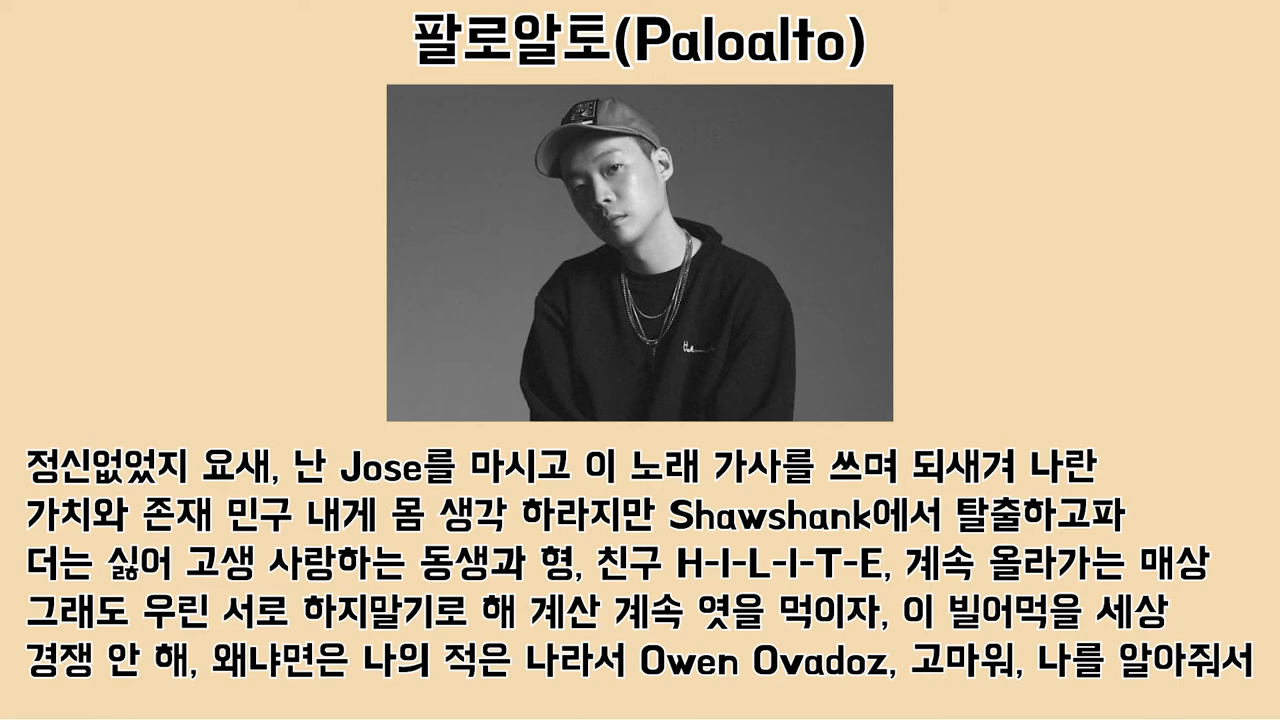 팔로알토(Paloalto)
정신없었지 요새, 난 Jose를 마시고 이 노래 가사를 쓰며 되새겨 나란
가치와 존재 민구 내게 몸 생각 하라지만 Shawshank에서 탈출하고파
더는 싫어 고생 사랑하는 동생과 형, 친구 H-I-L-I-T-E, 계속 올라가는 매상
그래도 우린 서로 하지말기로 해 계산 계속 엿을 먹이자, 이 빌어먹을 세상
경쟁 안 해, 왜냐면은 나의 적은 나라서 Owen Ovadoz, 고마워, 나를 알아줘서